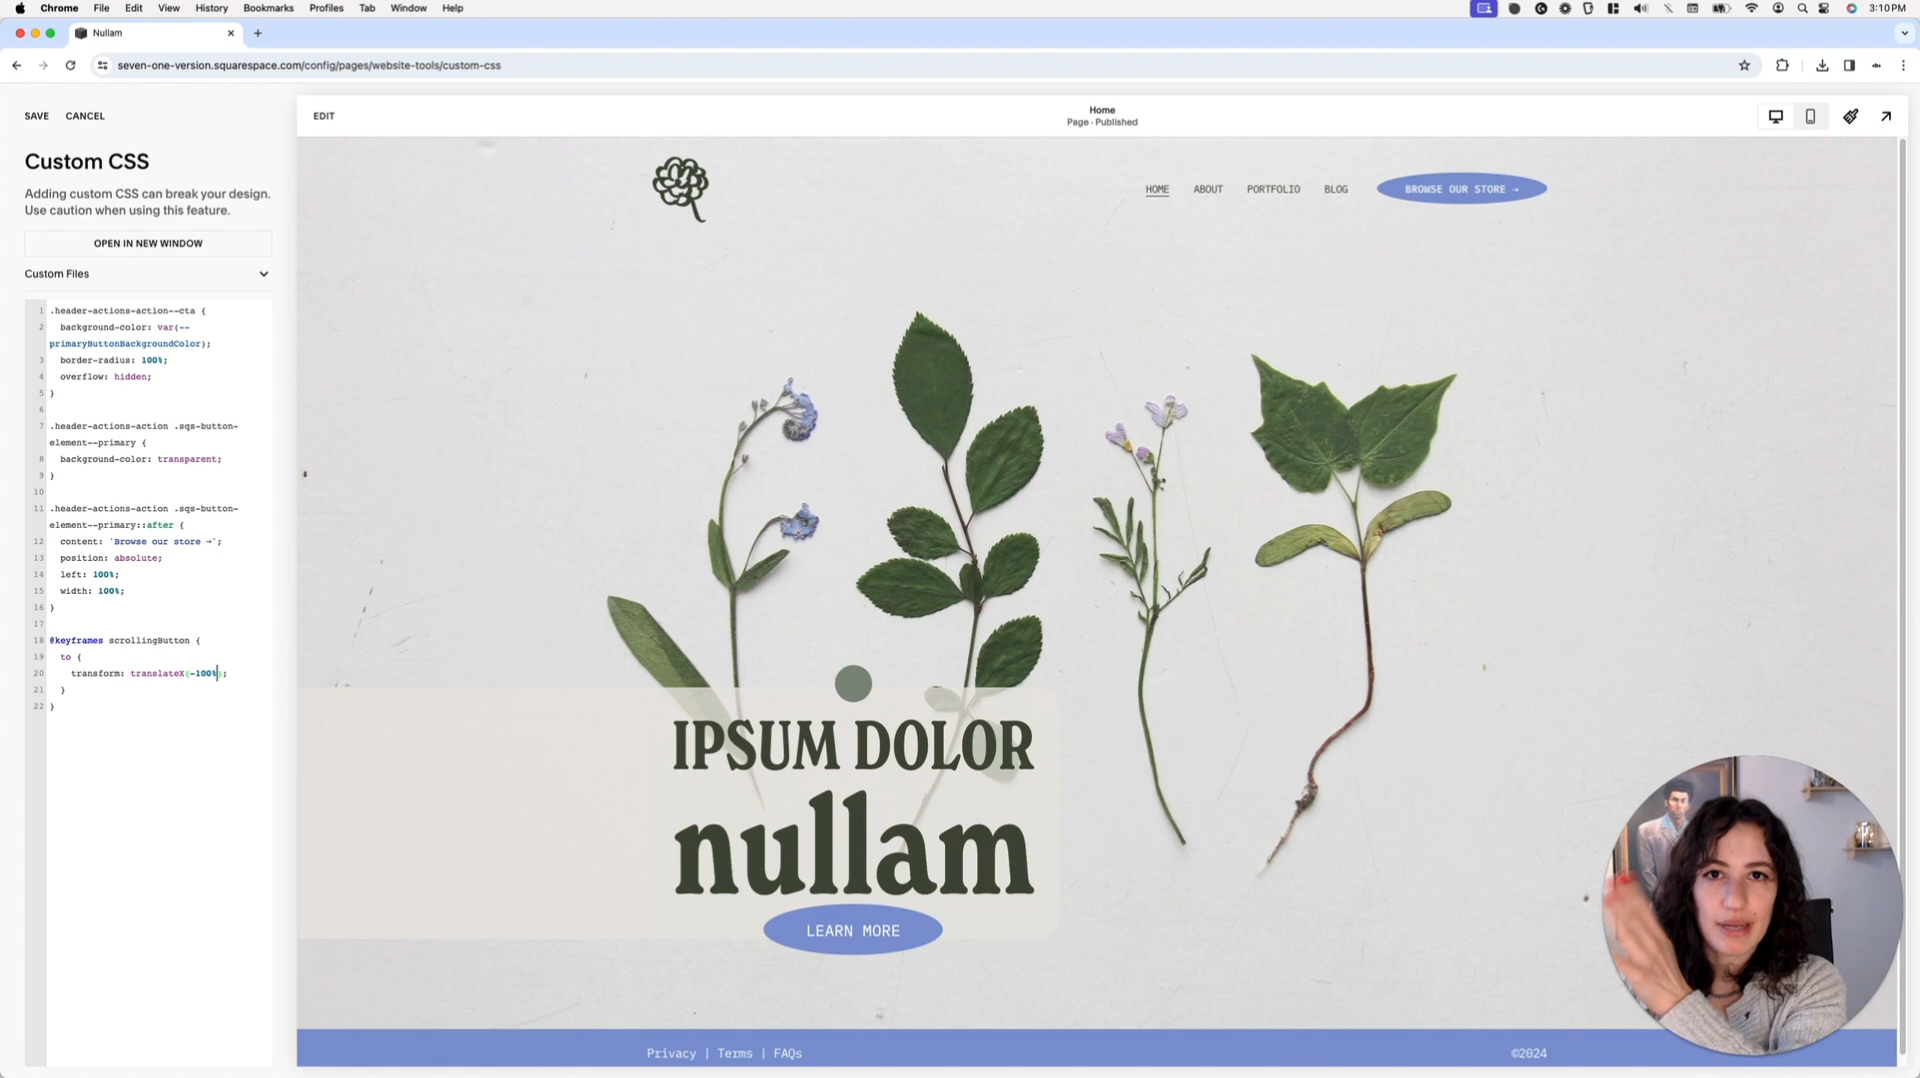 Chrome File Edit View History Bookmarks Profiles Tab Window Help 3:10 PM
Nullam
seven-one-version.squarespace.com/config/pages/website-tools/custom-css
SAVE CANCEL
EDIT
Home
Page · Published
Custom CSS
Adding custom CSS can break your design.
Use caution when using this feature.
OPEN IN NEW WINDOW
Custom Files
1 .header-actions-action--cta {
2 background-color: var(--
primaryButtonBackgroundColor);
3 border-radius: 100%;
4 overflow: hidden;
5 }
6
7 .header-actions-action .sqs-button-
element--primary {
8 background-color: transparent;
9 }
10
11 .header-actions-action .sqs-button-
element--primary::after {
12 content: 'Browse our store →';
13 position: absolute;
14 left: 100%;
15 width: 100%;
16 }
17
18 @keyframes scrollingButton {
19 to {
20 transform: translateX(-100%);
21 }
22 }
HOME ABOUT PORTFOLIO BLOG BROWSE OUR STORE →
IPSUM DOLOR
nullam
LEARN MORE
Privacy | Terms | FAQs
©2024